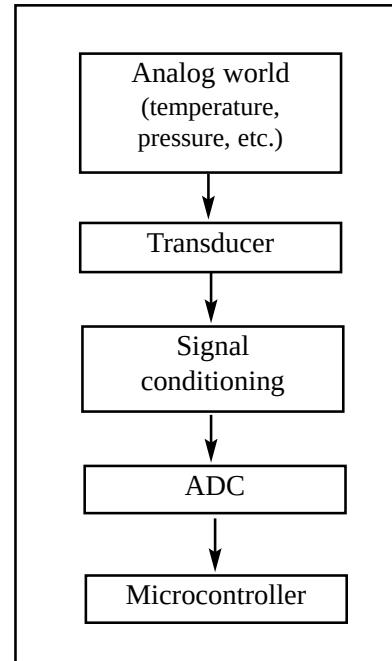 Analog world
(temperature,
pressure, etc.)
Transducer
Signal
conditioning
ADC
Microcontroller